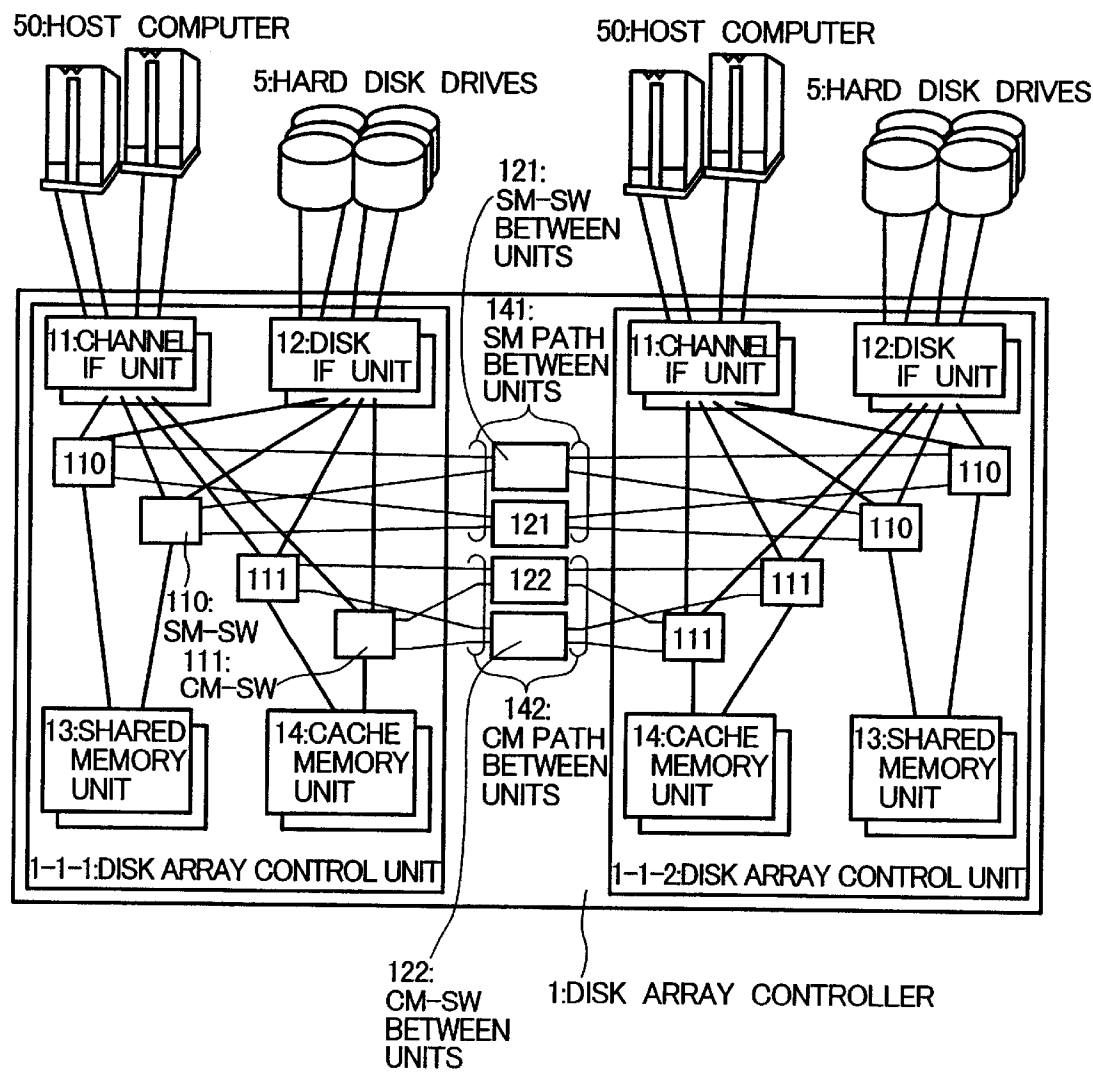 50:HOST COMPUTER
5:HARD DISK DRIVES
50:HOST COMPUTER
5:HARD DISK DRIVES
121:
SM-SW
BETWEEN
UNITS
11:CHANNEL
IF UNIT
12:DISK
IF UNIT
141:
SM PATH
BETWEEN
UNITS
11:CHANNEL
IF UNIT
12:DISK
IF UNIT
110
121
110
110
111
122
111
111
110:
SM-SW
111:
CM-SW
13:SHARED
MEMORY
UNIT
14:CACHE
MEMORY
UNIT
142:
CM PATH
BETWEEN
UNITS
14:CACHE
MEMORY
UNIT
13:SHARED
MEMORY
UNIT
1-1-1:DISK ARRAY CONTROL UNIT
1-1-2:DISK ARRAY CONTROL UNIT
122:
CM-SW
BETWEEN
UNITS
1:DISK ARRAY CONTROLLER